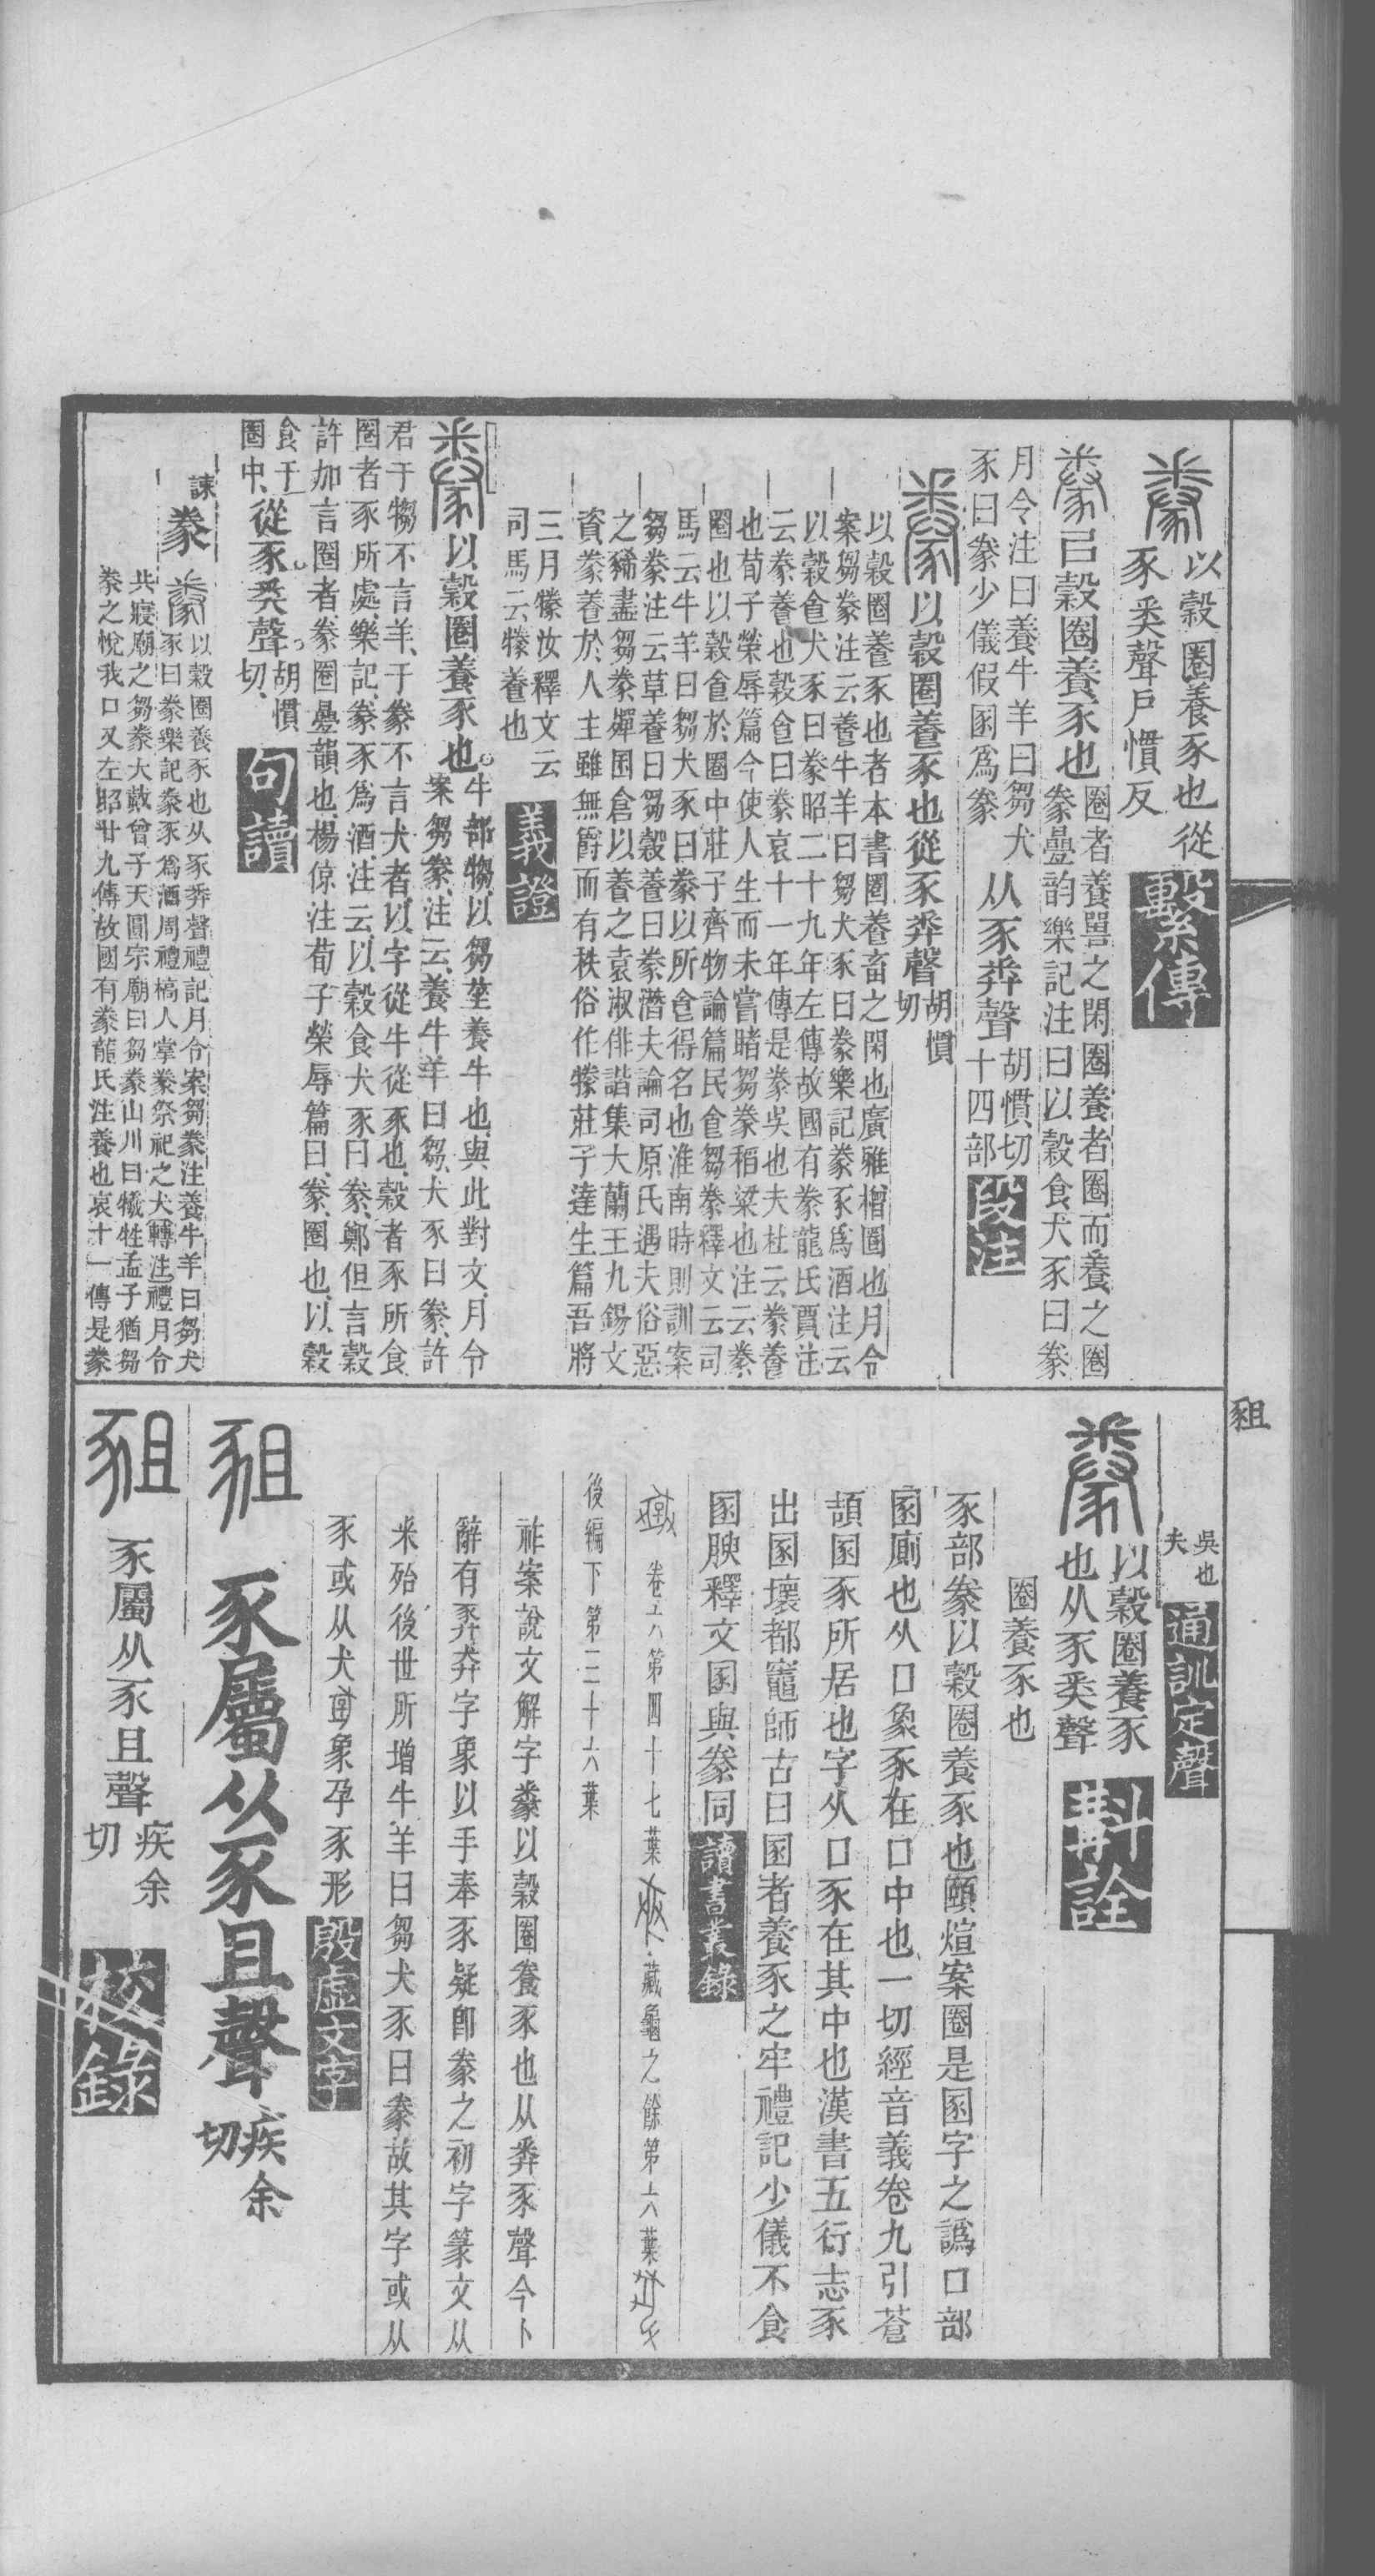 以穀圈養豕也從
豕𢍏聲戶慣反
繫傳
㠯穀圈養豕也
圈者養嘼之閑圈養者圈而養之圈
豢曡韵樂記注曰以穀食犬豕曰豢
月令注曰養牛羊曰芻犬
豕曰豢少儀假圂爲豢
从豕𢍏聲
胡慣切
十四部
段注
以穀圈養豕也從豕𢍏聲
胡慣
切
以穀圈養豕也者本書圈養畜之閑也廣雅橧圈也月令
案芻豢注云養牛羊曰芻犬豕曰豢樂記豢豕爲酒注云
以穀食犬豕曰豢昭二十九年左傳故國有豢龍氏賈注
云豢養也穀食曰豢哀十一年傳是豢吳也夫杜云豢養
也荀子榮辱篇今使人生而未嘗睹芻豢稻粱也注云豢
圈也以穀食於圈中莊子齊物論篇民食芻豢釋文云司
馬云牛羊曰芻犬豕曰豢以所食得名也淮南時則訓案
芻豢注云草養曰芻穀養曰豢潛夫論司原氏遇夫俗惡
之豨盡芻豢殫囷倉以養之袁淑俳諧集大蘭王九錫文
資豢養於人主雖無爵而有秩俗作㹖莊子達生篇吾將
三月㹖汝釋文云
司馬云㹖養也
義證
以穀圈養豕也
牛部犓以芻莝養牛也與此對文月令
案芻豢注云養牛羊曰芻犬豕曰豢許
君于犓不言羊于豢不言犬者以字從牛從豕也穀者豕所食
圈者豕所處樂記豢豕爲酒注云以穀食犬豕曰豢鄭但言穀
許加言圈者豢圈曡韻也楊倞注荀子榮辱篇曰豢圈也以穀
食于
圈中
從豕𢍏聲
胡慣
切
句讀
豢
以穀圈養豕也从豕𢍏聲禮記月令案芻豢注養牛羊曰芻犬
豕曰豢樂記豢豕爲酒周禮槁人掌豢祭祀之犬轉注禮月令
共寢廟之芻豢大戴曾子天圓宗廟曰芻豢山川曰犧牲孟子猶芻
豢之悅我口又左昭廿九傳故國有豢龍氏注養也哀十一傳是豢
吳也
夫
通訓定聲
以穀圈養豕
也从豕𢍏聲
斠詮
圈養豕也
豕部豢以穀圈養豕也頤煊案圈是圂字之譌口部
圂廁也从口象豕在口中也一切經音義卷九引蒼
頡圂豕所居也字从口豕在其中也漢書五行志豕
出圂壞都竈師古曰圂者養豕之牢禮記少儀不食
圂腴釋文圂與豢同
讀書叢錄
卷六第四十七葉
藏龜之餘第六葉
後編下第三十六葉
祚案說文解字豢以穀圈養豕也从𢍏豕聲今卜
辭有字象以手奉豕疑卽豢之初字篆文从
釆殆後世所增牛羊曰芻犬豕曰豢故其字或从
豕或从犬象孕豕形
殷虛文字
豠
豕屬从豕且聲
疾余
切
豕屬从豕且聲
疾余
切
校錄